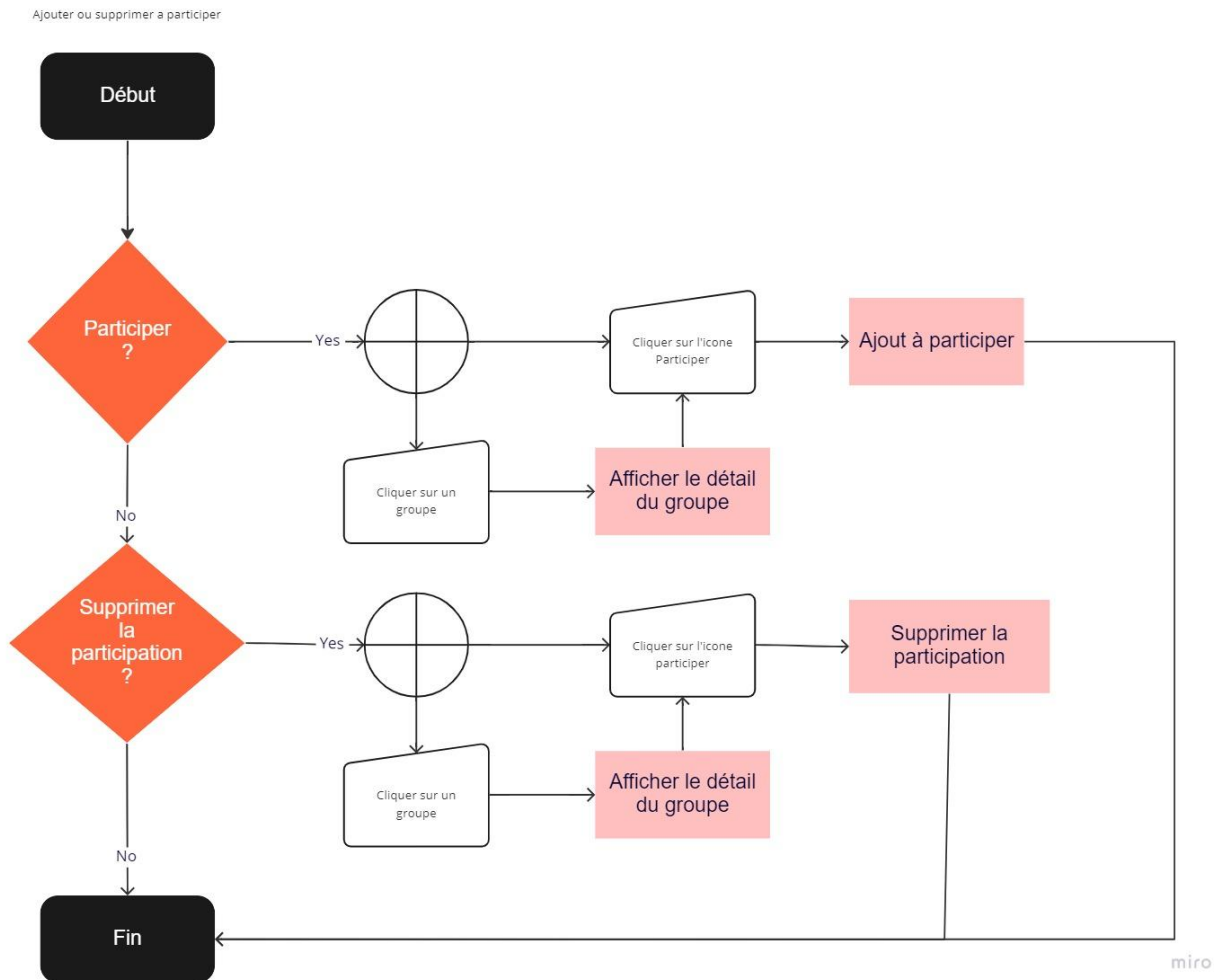 Ajouter ou supprimer a participer
Début
Participer
?
Yes
Cliquer sur l'icone
Participer
Ajout à participer
Cliquer sur un
groupe
Afficher le détail
du groupe
No
Supprimer
la
participation
?
Yes
Cliquer sur l'icone
participer
Supprimer la
participation
Cliquer sur un
groupe
Afficher le détail
du groupe
No
Fin
miro